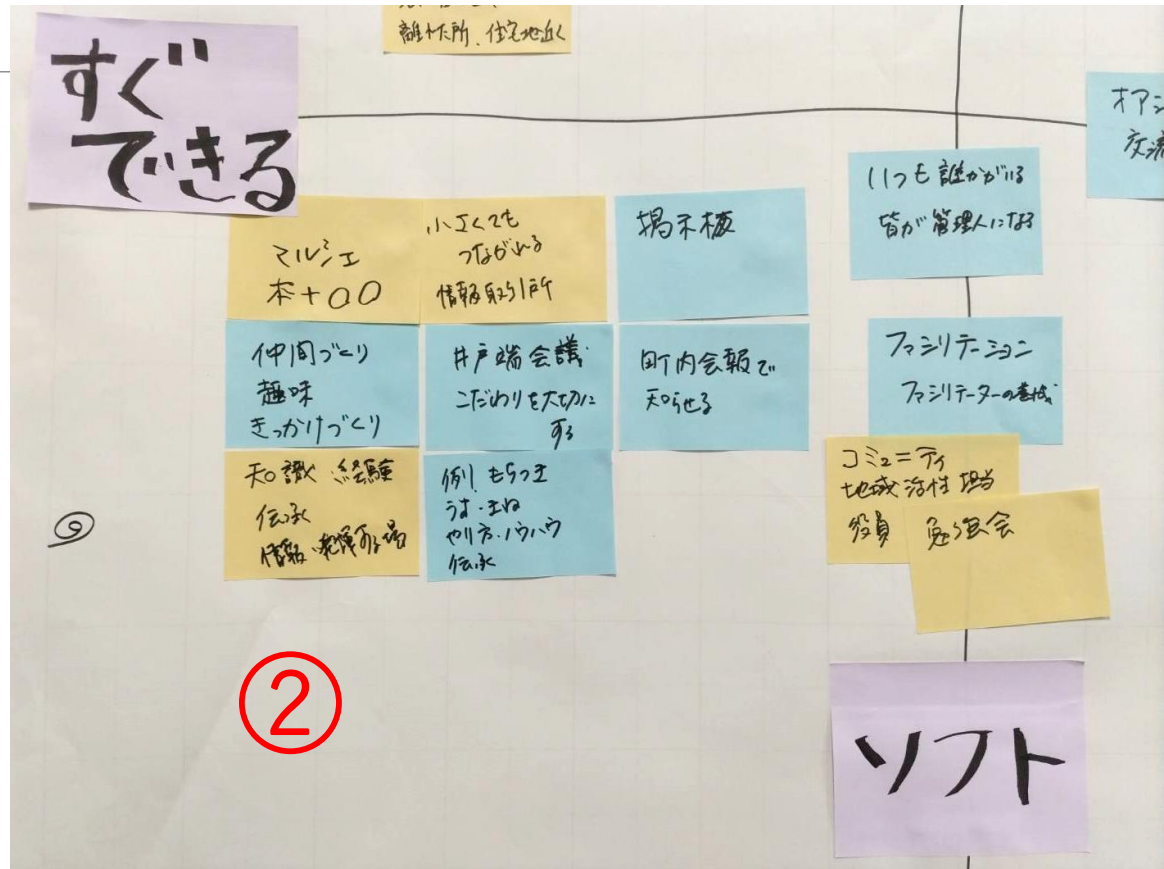 離れた所、住宅地近く
すぐ
できる
オアシ
交流
いつも誰かがいる
皆が管理人になる
マルシェ
本+〇〇
小さくても
つながれる
情報取引所
掲示板
仲間づくり
趣味
きっかけづくり
井戸端会議
こだわりを大切に
する
町内会報で
知らせる
ファシリテーション
ファシリテーターの養成
知識 経験
伝承
情報 発揮する場
例! もちつき
うす・きね
やり方・ノウハウ
伝承
コミュニティ
地域活性 担当
役員
勉強会
②
ソフト